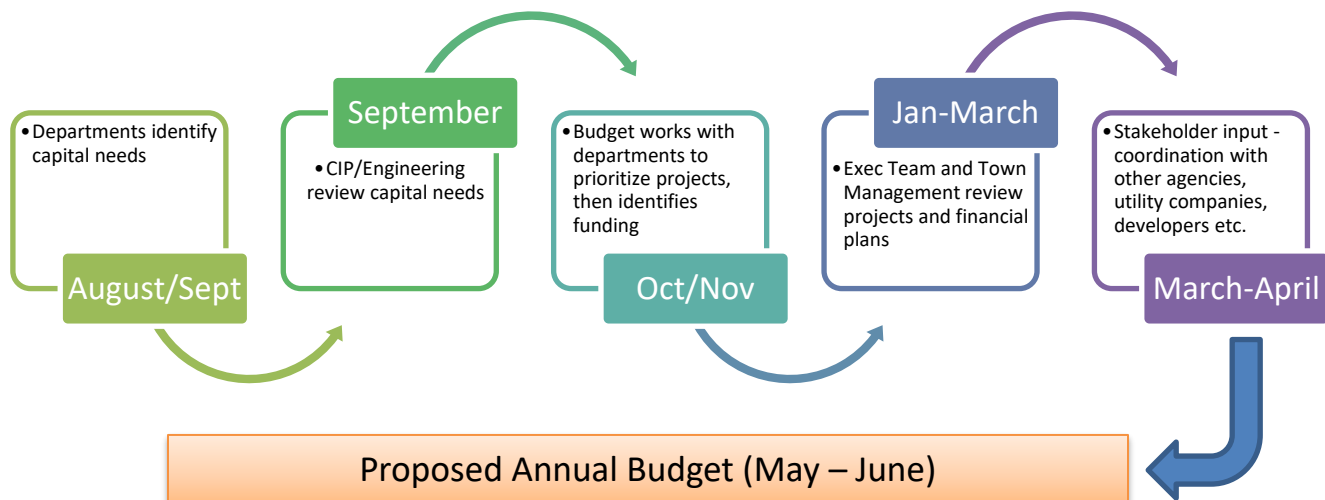 •Departments identify
capital needs
August/Sept
September
•CIP/Engineering
review capital needs
•Budget works with
departments to
prioritize projects,
then identifies
funding
Oct/Nov
Jan-March
•Exec Team and Town
Management review
projects and financial
plans
•Stakeholder input -
coordination with
other agencies,
utility companies,
developers etc.
March-April
Proposed Annual Budget (May – June)